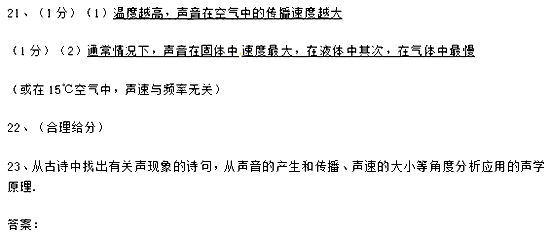 21、（1分）（1）温度越高，声音在空气中的传播速度越大
（1分）（2）通常情况下，声音在固体中速度最大，在液体中其次，在气体中最慢
（或在15℃空气中，声速与频率无关）
22、（合理给分）
23、从古诗中找出有关声现象的诗句，从声音的产生和传播、声速的大小等角度分析应用的声学
原理．
答案：